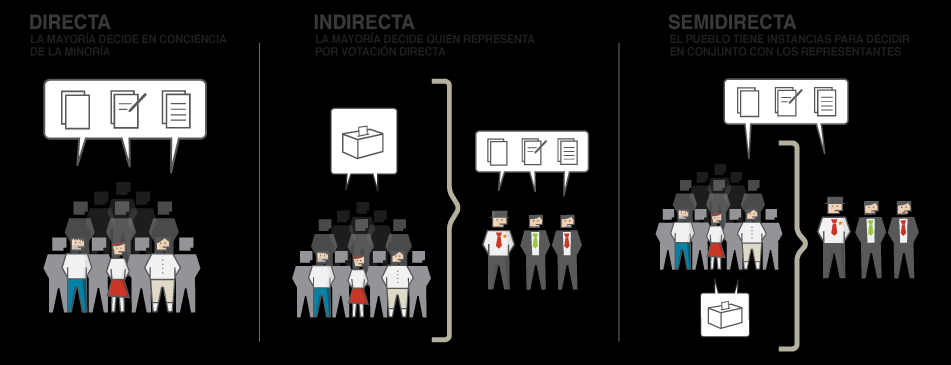 DIRECTA
LA MAYORÍA DECIDE EN CONCIENCIA
DE LA MINORÍA
INDIRECTA
LA MAYORÍA DECIDE QUIÉN REPRESENTA
POR VOTACIÓN DIRECTA
SEMIDIRECTA
EL PUEBLO TIENE INSTANCIAS PARA DECIDIR
EN CONJUNTO CON LOS REPRESENTANTES